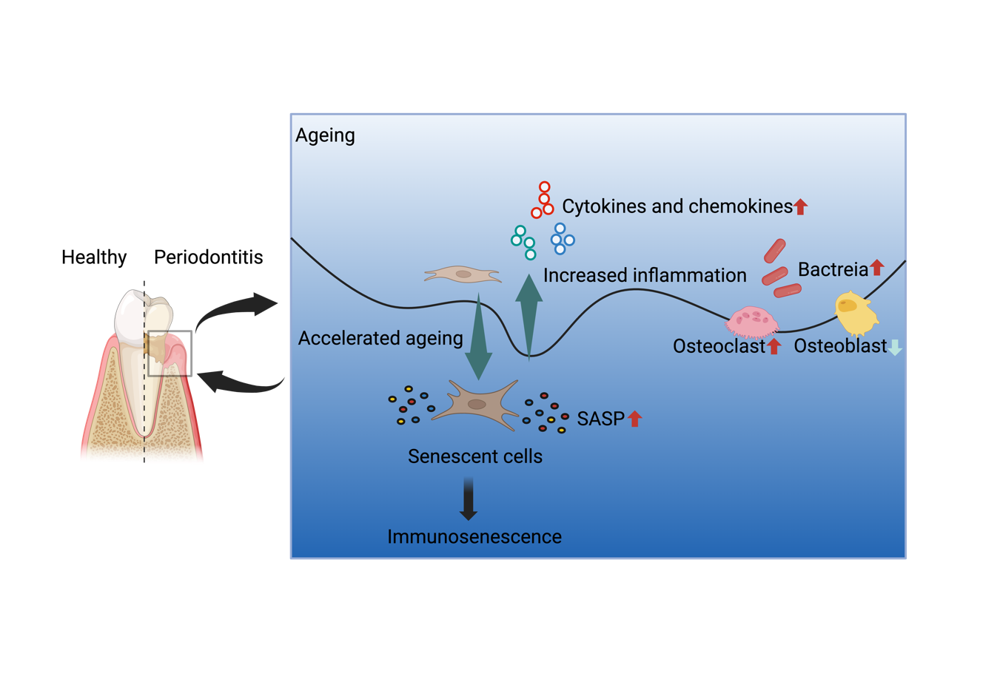 Ageing
Cytokines and chemokines
Healthy
Periodontitis
Bactreia
Increased inflammation
Accelerated ageing
Osteoclast
Osteoblast
SASP
Senescent cells
Immunosenescence